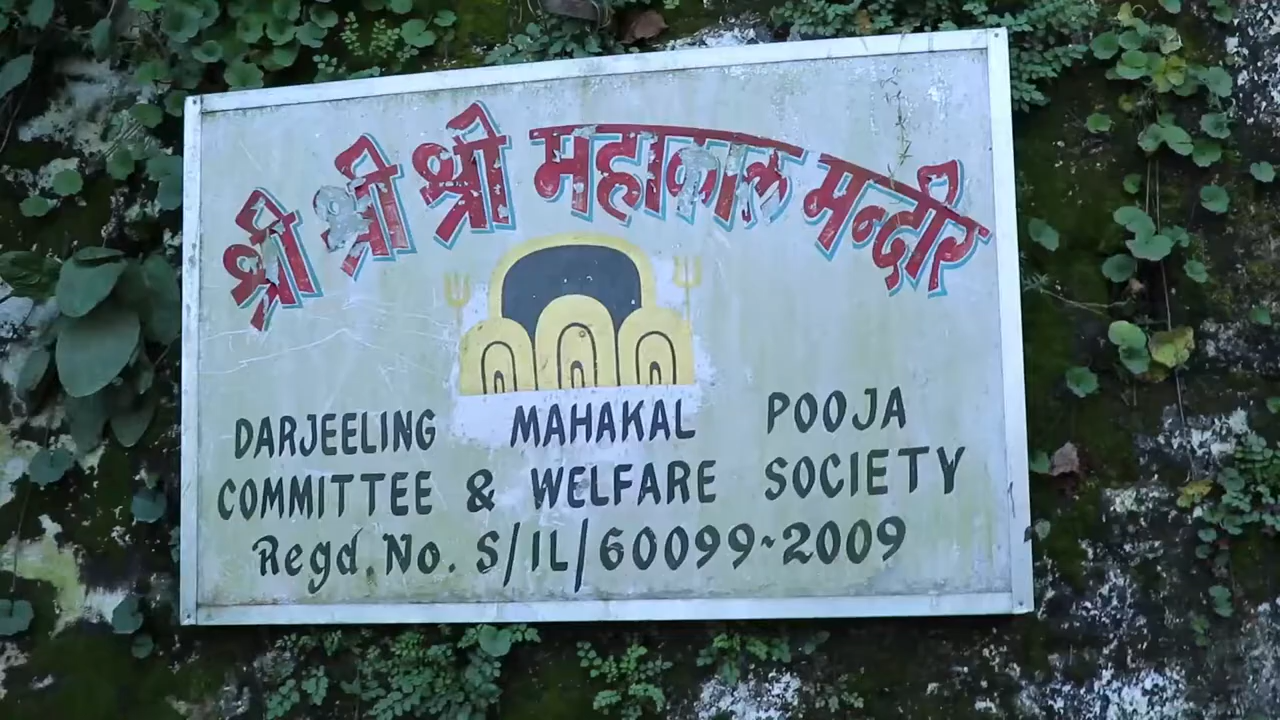 श्री श्री श्री महाकाल मन्दीर
DARJEELING MAHAKAL POOJA
COMMITTEE & WELFARE SOCIETY
Regd. No. S/IL/60099-2009